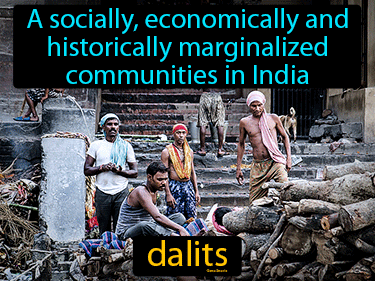 A socially, economically and
historically marginalized
communities in India
dalits